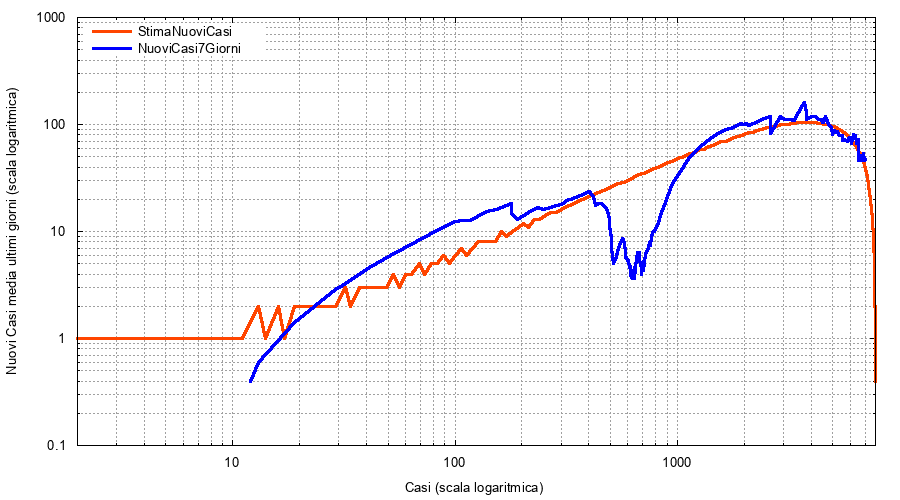 1000
100
10
1
0.1
StimaNuoviCasi
NuoviCasi7Giorni
Nuovi Casi media ultimi giorni (scala logaritmica)
10
100
1000
Casi (scala logaritmica)